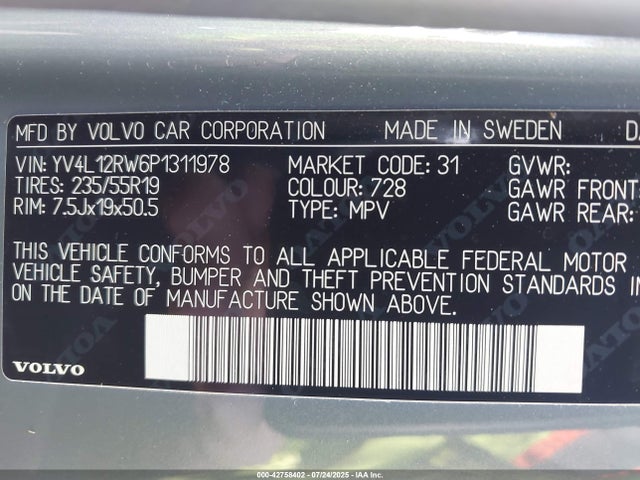 MFD BY VOLVO CAR CORPORATION MADE IN SWEDEN
VIN: YV4L12RW6P1311978 MARKET CODE: 31 GVWR:
TIRES: 235/55R19 COLOUR: 728 GAWR FRONT
RIM: 7.5Jx19x50.5 TYPE: MPV GAWR REAR:
THIS VEHICLE CONFORMS TO ALL APPLICABLE FEDERAL MOTOR
VEHICLE SAFETY, BUMPER AND THEFT PREVENTION STANDARDS
ON THE DATE OF MANUFACTURE SHOWN ABOVE.
VOLVO
000-42758402 - 07/24/2025 - Copyright IAA, Inc.